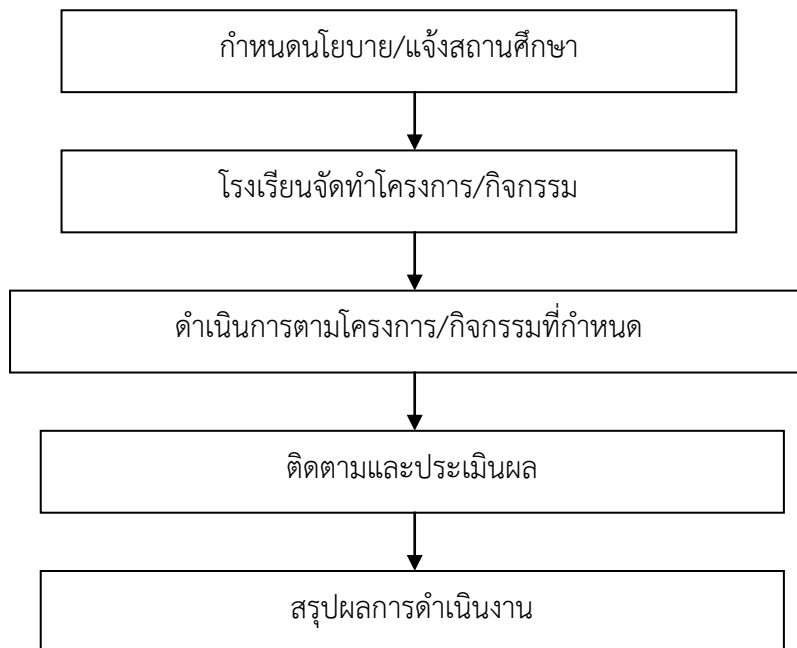 กำหนดนโยบาย/แจ้งสถานศึกษา
โรงเรียนจัดทำโครงการ/กิจกรรม
ดำเนินการตามโครงการ/กิจกรรมที่กำหนด
ติดตามและประเมินผล
สรุปผลการดำเนินงาน